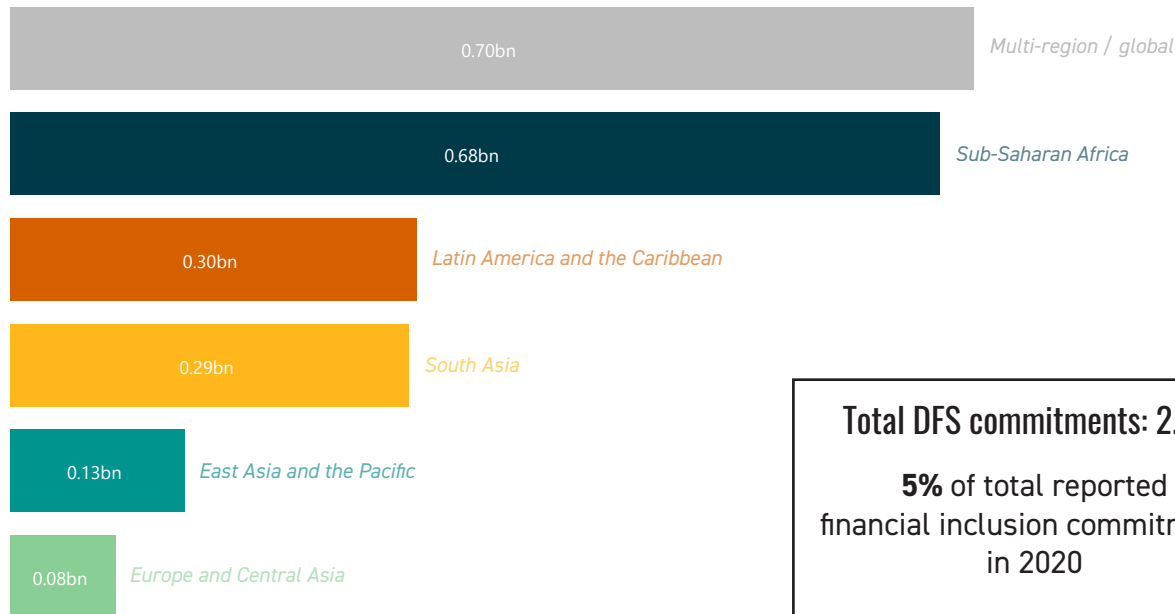 0.70bn
Multi-region / global
0.68bn
Sub-Saharan Africa
0.30bn
Latin America and the Caribbean
0.29bn
South Asia
Total DFS commitments: 2.
0.13bn
East Asia and the Pacific
5% of total reported
financial inclusion
in 2020
0.08bn
Europe and Central Asia